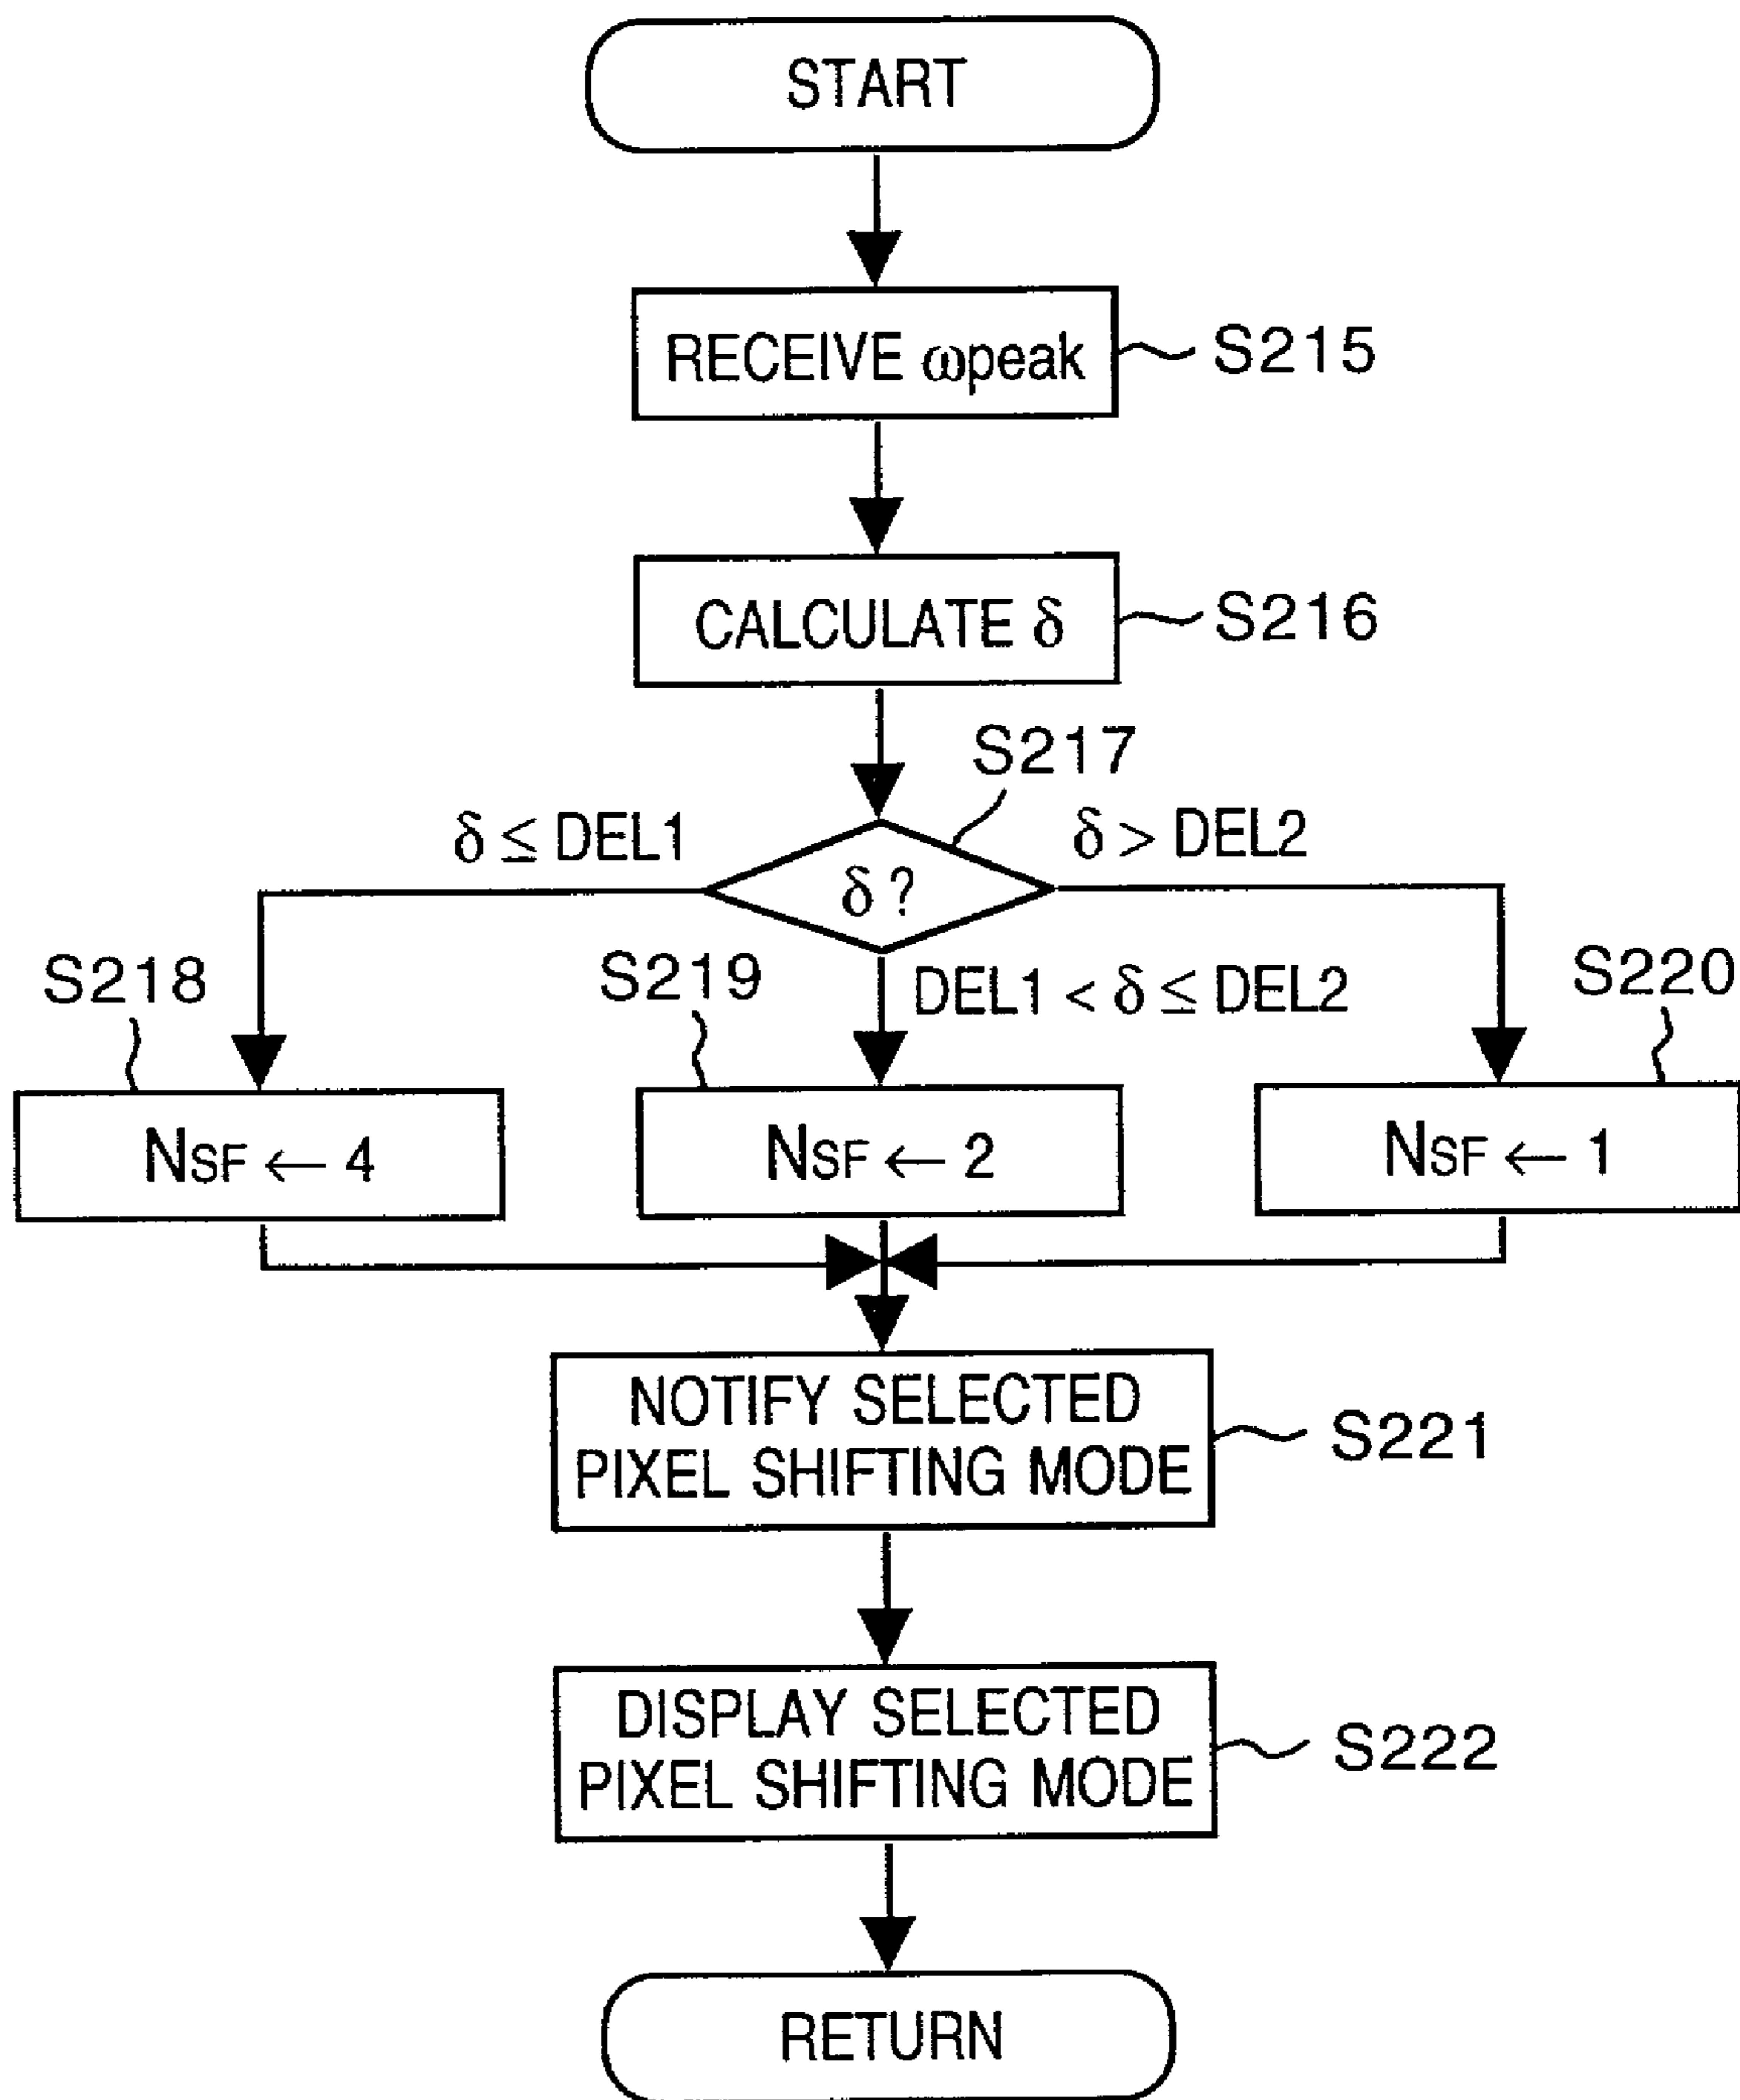 START
RECEIVE ωpeak
S215
CALCULATE δ
S216
S217
δ ≤ DEL1
δ > DEL2
δ ?
S218
S219
DEL1 < δ ≤ DEL2
S220
NSF ← 4
NSF ← 2
NSF ← 1
NOTIFY SELECTED
PIXEL SHIFTING MODE
S221
DISPLAY SELECTED
PIXEL SHIFTING MODE
S222
RETURN